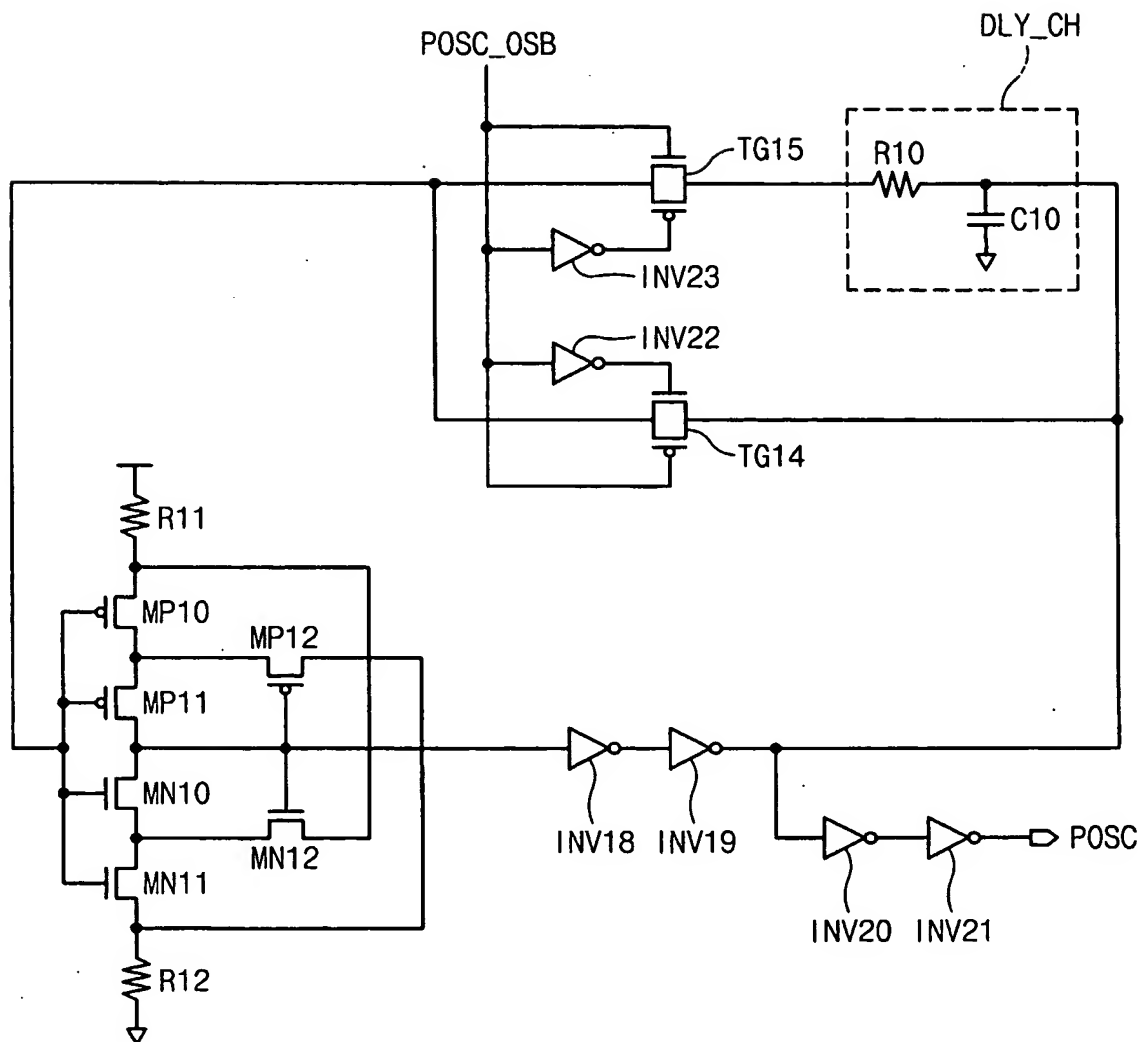 DLY_CH
POSC_OSB
TG15
R10
C10
INV23
INV22
TG14
R11
MP10
MP12
MP11
MN10
MN12
MN11
INV18
INV19
POSC
INV20
INV21
R12